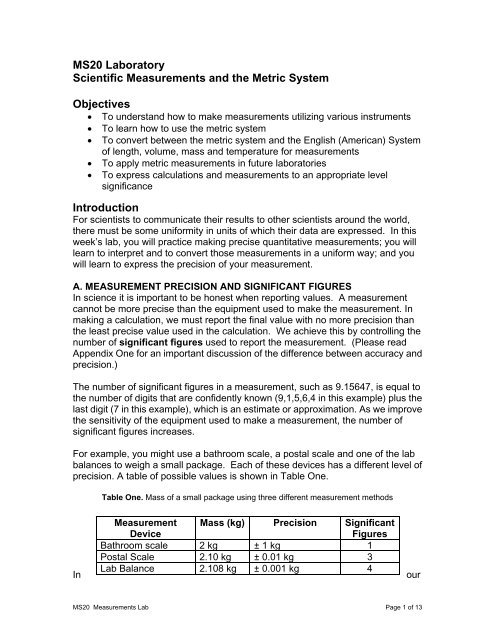 MS20 Laboratory
Scientific Measurements and the Metric System
Objectives
• To understand how to make measurements utilizing various instruments
• To learn how to use the metric system
• To convert between the metric system and the English (American) System
of length, volume, mass and temperature for measurements
• To apply metric measurements in future laboratories
• To express calculations and measurements to an appropriate level
significance
Introduction
For scientists to communicate their results to other scientists around the world,
there must be some uniformity in units of which their data are expressed. In this
week's lab, you will practice making precise quantitative measurements; you will
learn to interpret and to convert those measurements in a uniform way; and you
will learn to express the precision of your measurement.
A. MEASUREMENT PRECISION AND SIGNIFICANT FIGURES
In science it is important to be honest when reporting values. A measurement
cannot be more precise than the equipment used to make the measurement. In
making a calculation, we must report the final value with no more precision than
the least precise value used in the calculation. We achieve this by controlling the
number of significant figures used to report the measurement. (Please read
Appendix One for an important discussion of the difference between accuracy and
precision.)
The number of significant figures in a measurement, such as 9.15647, is equal to
the number of digits that are confidently known (9,1,5,6,4 in this example) plus the
last digit (7 in this example), which is an estimate or approximation. As we improve
the sensitivity of the equipment used to make a measurement, the number of
significant figures increases.
For example, you might use a bathroom scale, a postal scale and one of the lab
balances to weigh a small package. Each of these devices has a different level of
precision. A table of possible values is shown in Table One.
Table One. Mass of a small package using three different measurement methods
Measurement Device Mass (kg) Precision Significant Figures
Bathroom scale 2 kg ± 1 kg 1
Postal Scale 2.10 kg ± 0.01 kg 3
Lab Balance 2.108 kg ± 0.001 kg 4
In our
MS20 Measurements Lab Page 1 of 13